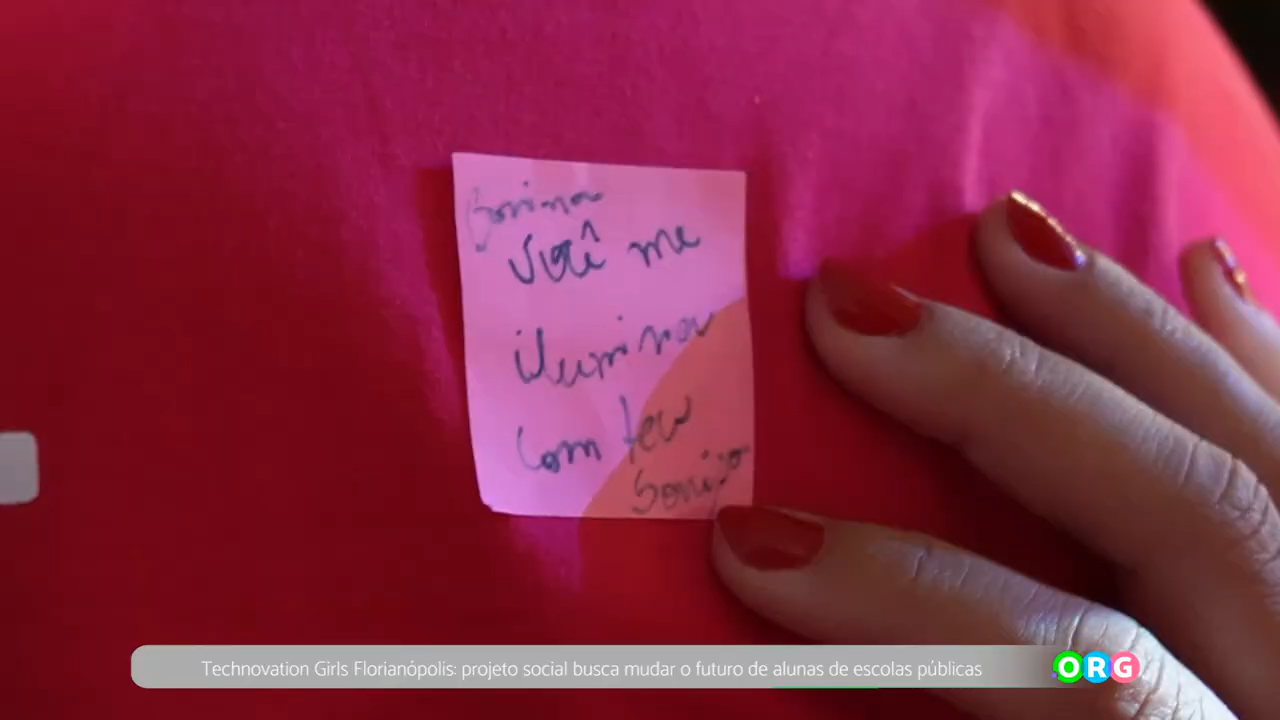 Você me
ilumina
com teu
sorriso
Technovation Girls Florianópolis: projeto social busca mudar o futuro de alunas de escolas públicas
ORG